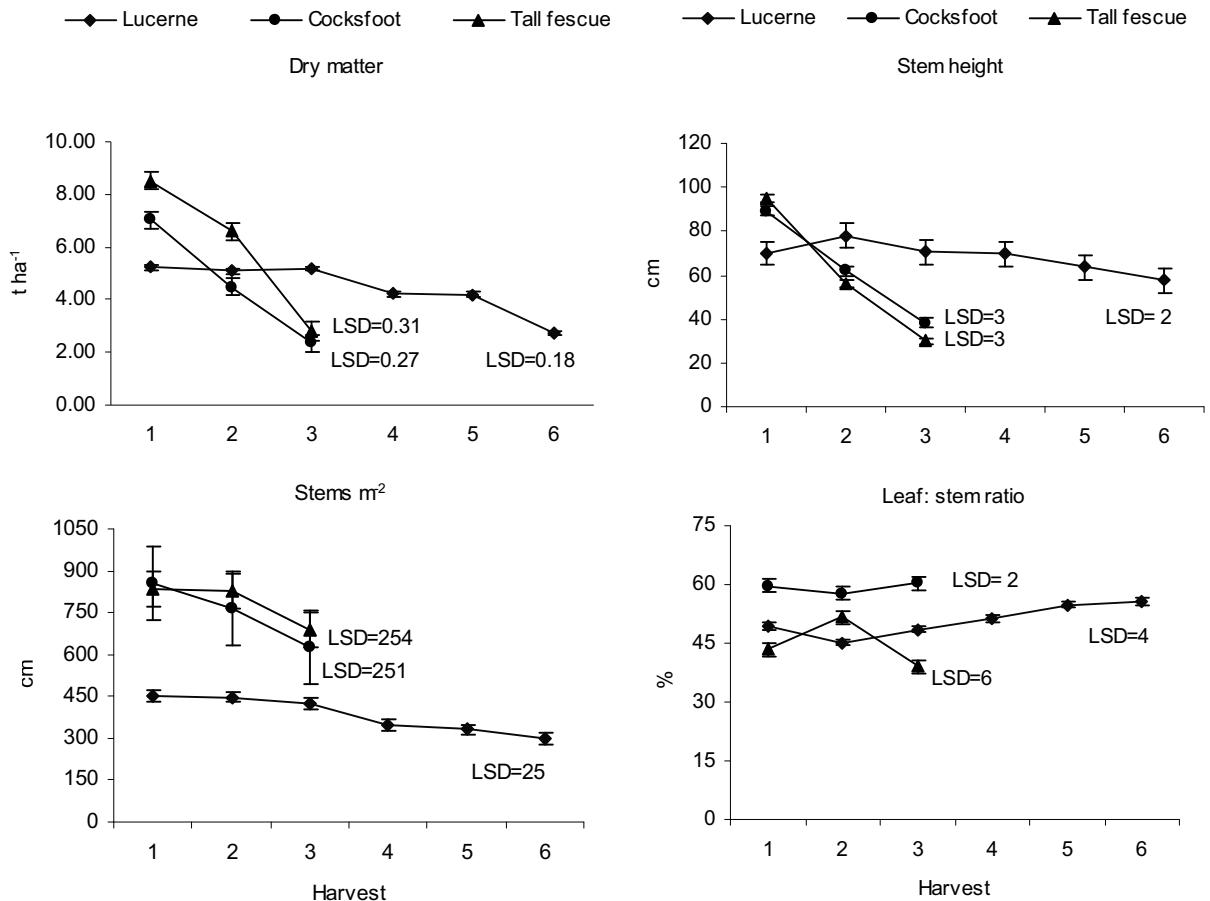 Lucerne Cocksfoot Tall fescue
Dry matter
10.00
8.00
6.00
4.00
2.00
0.00
t ha⁻¹
LSD=0.31
LSD=0.27
LSD=0.18
1 2 3 4 5 6
Lucerne Cocksfoot Tall fescue
Stem height
120
100
80
60
40
20
0
cm
LSD=3
LSD=3
LSD= 2
1 2 3 4 5 6
Stems m⁻²
1050
900
750
600
450
300
150
0
cm
LSD=254
LSD=251
LSD=25
1 2 3 4 5 6
Harvest
Leaf: stem ratio
75
60
45
30
15
0
%
LSD= 2
LSD=4
LSD=6
1 2 3 4 5 6
Harvest